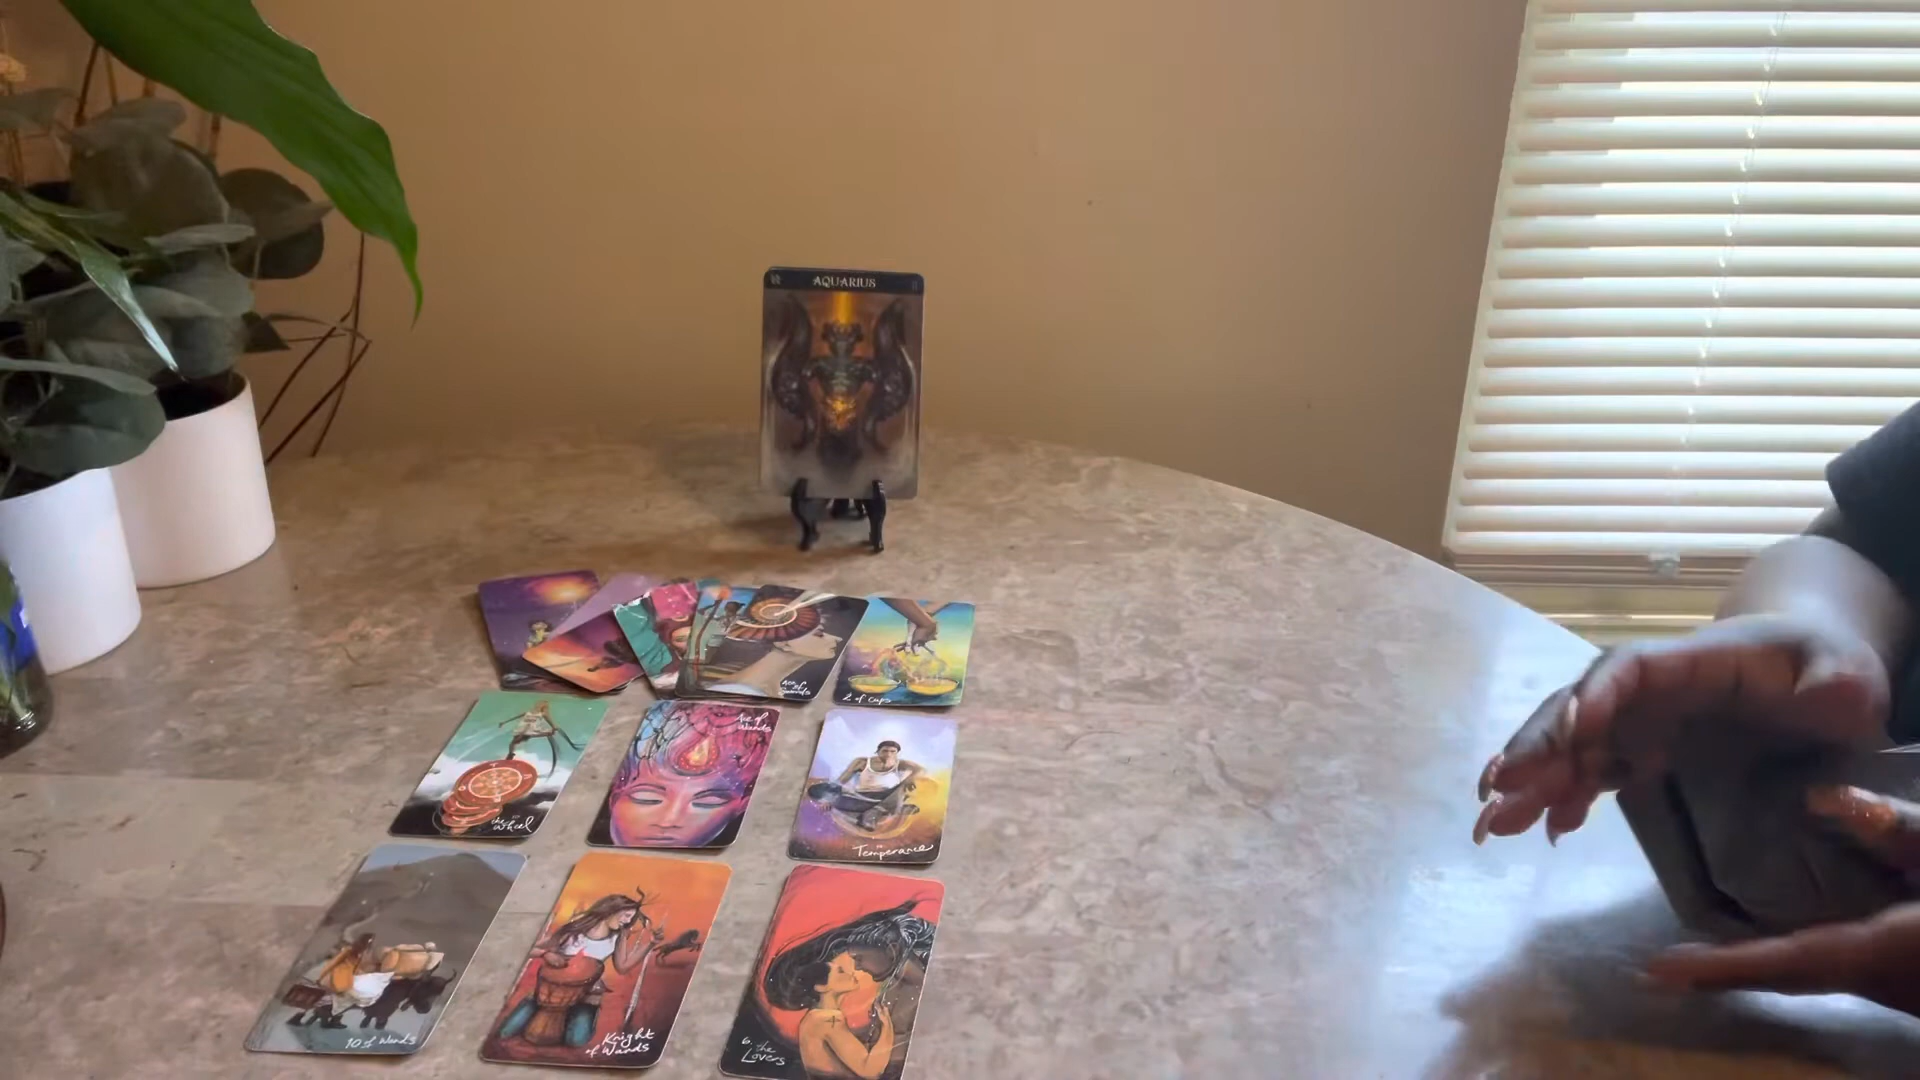 AQUARIUS
Ace of
Swords
2 of Cups
the
Wheel
Ace of
Wands
Temperance
10 of Wands
Knight
of Wands
6. the
Lovers